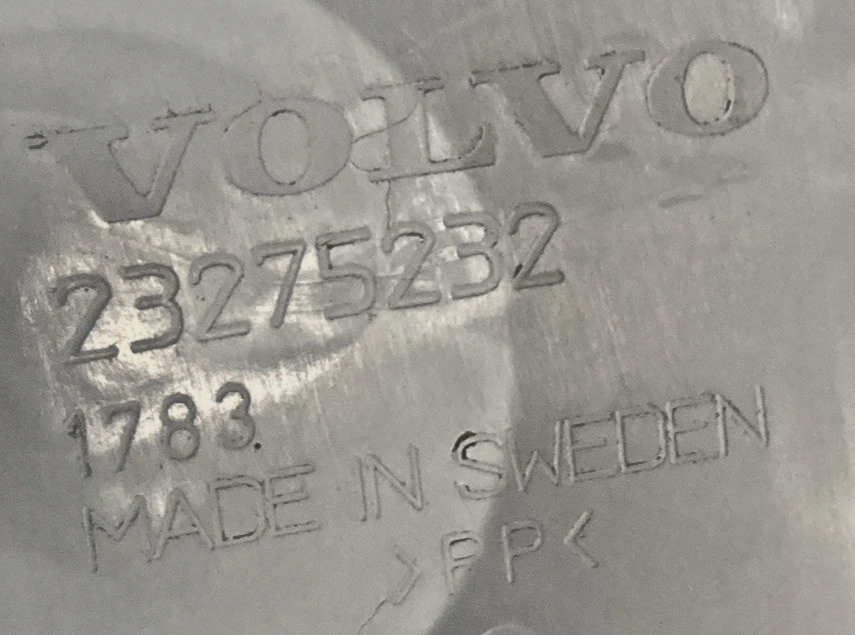 VOLVO
23275232
1783
MADE IN SWEDEN
>PP<